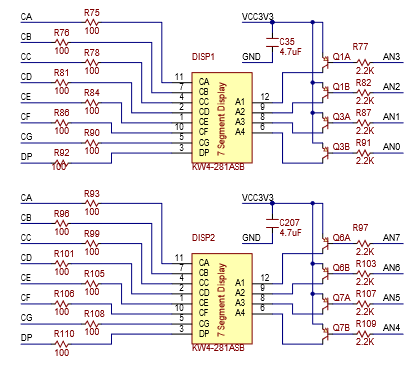 CA R75 VCC3V3
100
CB R76
100 C35
4.7uF
CC R78 DISP1 GND Q1A R77 AN3
100 2.2K
CD R81 11 CA
100 7 CB Q1B R82 AN2
CE R84 4 CC A1 12 2.2K
100 2 CD A2 9
CF R86 1 CE A3 8 Q3A R87 AN1
100 10 CF A4 6 2.2K
CG R90 5 CG
100 3 DP Q3B R91 AN0
DP R92 7 Segment Display 2.2K
100 KW4-281ASB
CA R93 VCC3V3
100
CB R96 C207
100 4.7uF
CC R99 DISP2 GND Q6A R97 AN7
100 2.2K
CD R101 11 CA
100 7 CB Q6B R103 AN6
CE R105 4 CC A1 12 2.2K
100 2 CD A2 9
CF R106 1 CE A3 8 Q7A R107 AN5
100 10 CF A4 6 2.2K
CG R108 5 CG
100 3 DP Q7B R109 AN4
DP R110 7 Segment Display 2.2K
100 KW4-281ASB